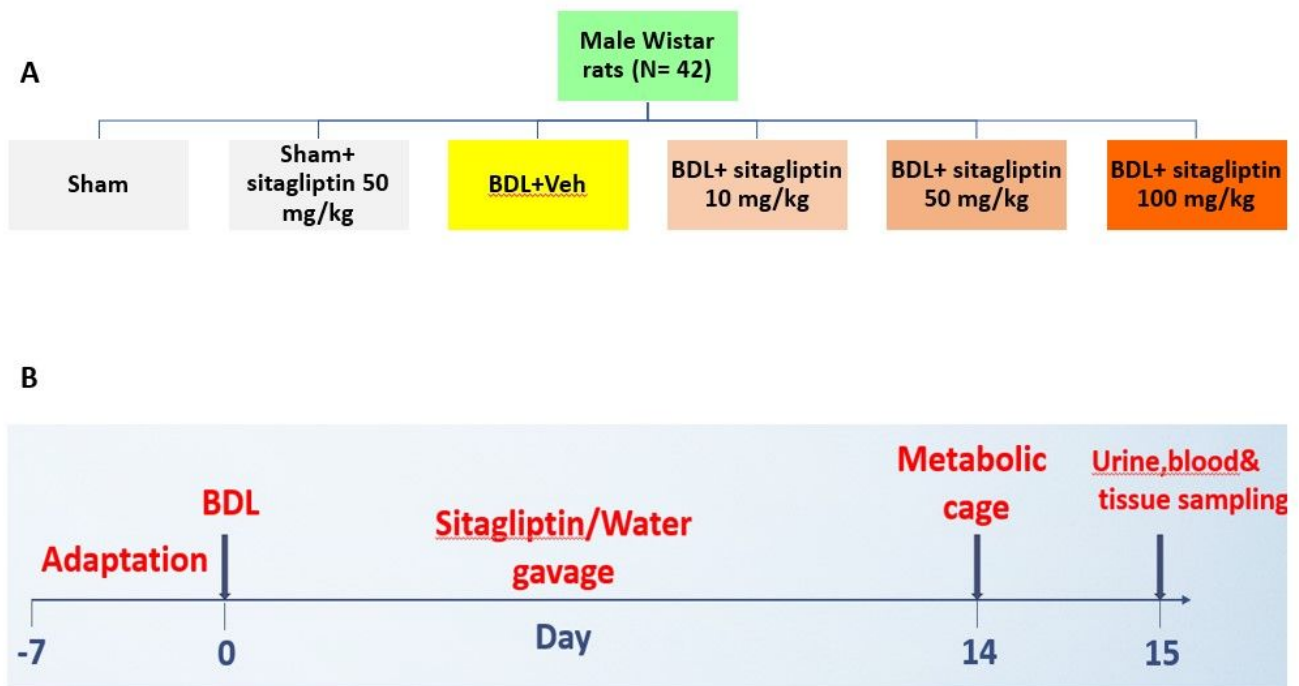 A
Male Wistar
rats (N= 42)
Sham
Sham+
sitagliptin 50
mg/kg
BDL+Veh
BDL+ sitagliptin
10 mg/kg
BDL+ sitagliptin
50 mg/kg
BDL+ sitagliptin
100 mg/kg
B
Adaptation
BDL
Sitagliptin/Water
gavage
Metabolic
cage
Urine,blood&
tissue sampling
-7
0
Day
14
15